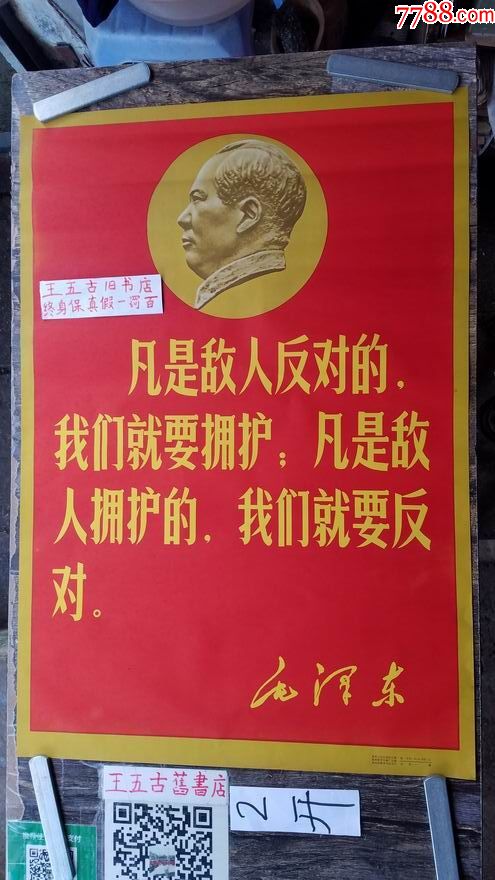 7788.com
王五古旧书店
终身保真假一罚百
凡是敌人反对的，
我们就要拥护；凡是敌
人拥护的，我们就要反
对。
毛泽东
王五古舊書店
2开